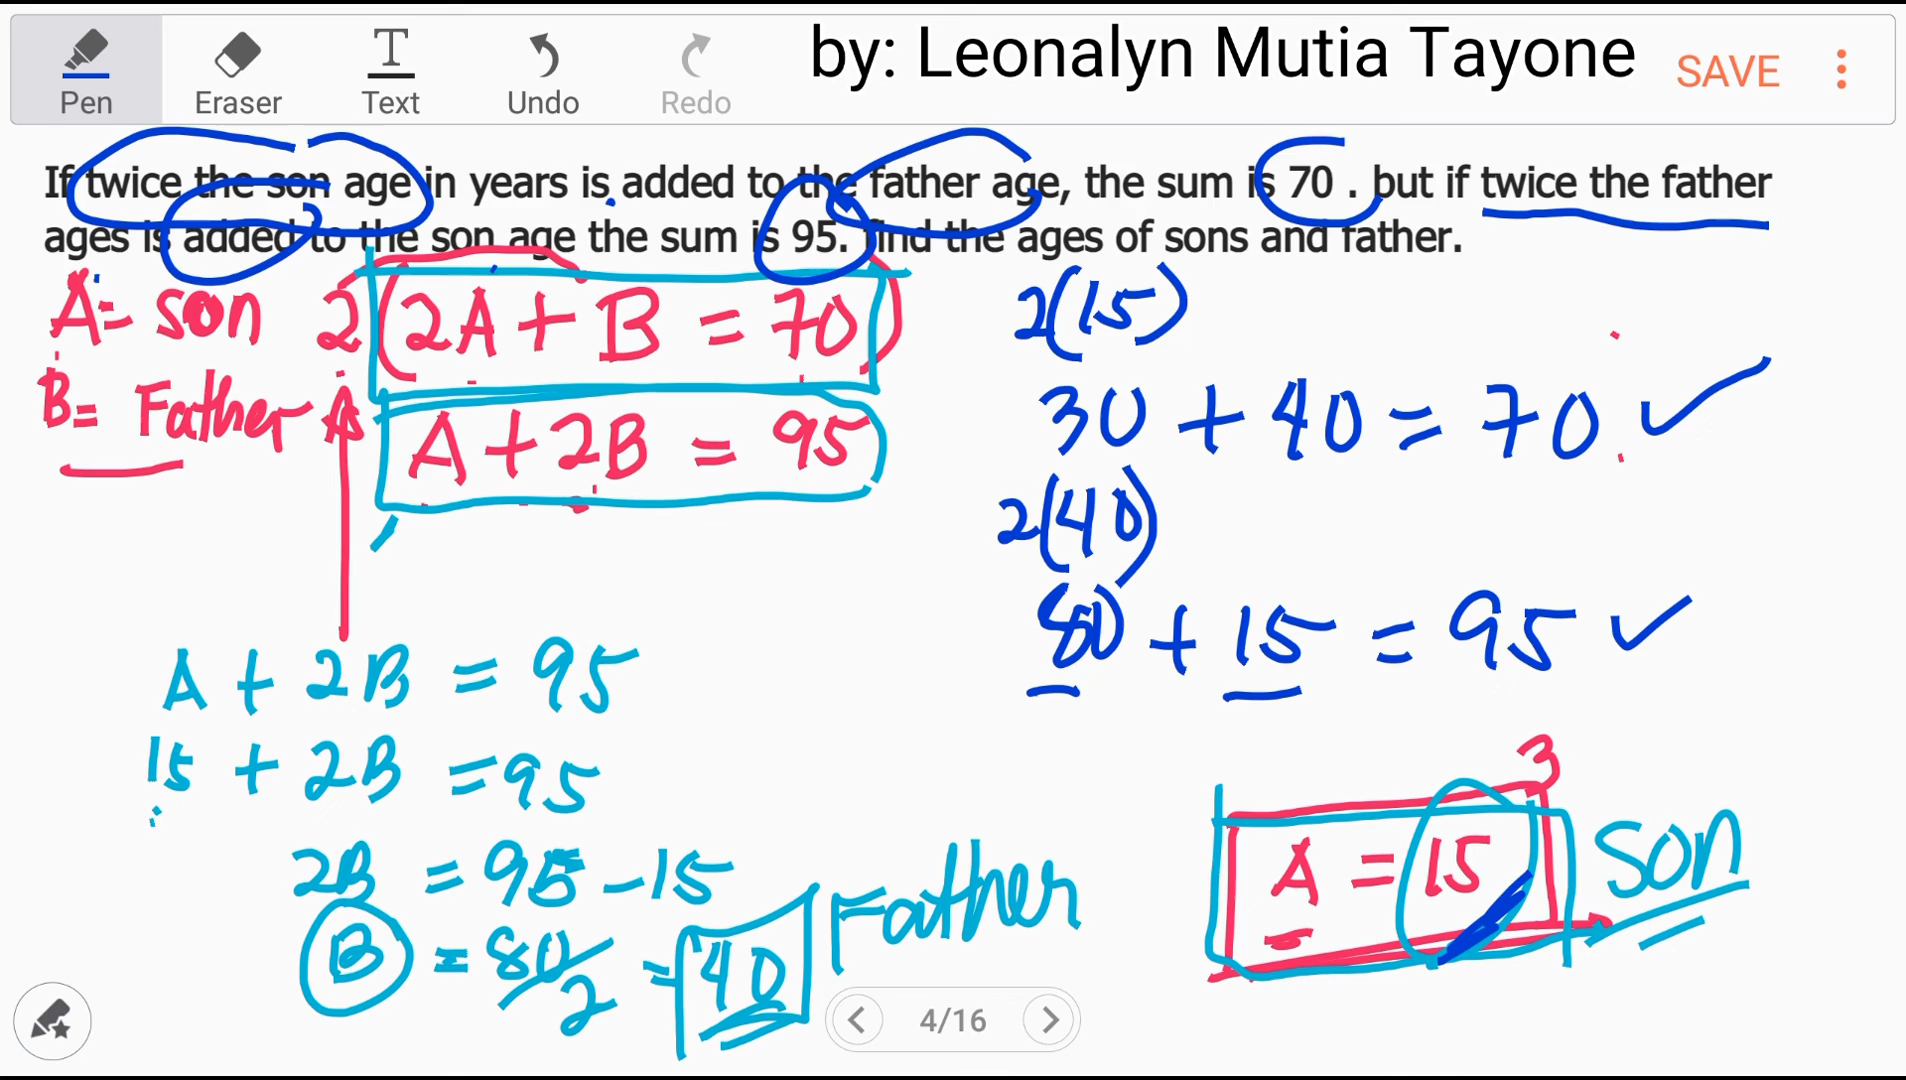 by: Leonalyn Mutia Tayone
SAVE
Pen
Eraser
Text
Undo
Redo
If twice the son age in years is added to the father age, the sum is 70 . but if twice the father
ages is added to the son age the sum is 95. find the ages of sons and father.
A= son
2(2A + B = 70)
B= Father
A + 2B = 95
2(15)
30 + 40 = 70
2(40)
80 + 15 = 95
A + 2B = 95
15 + 2B = 95
2B = 95 - 15
B = 80/2 = 40 Father
3
A = 15 son
4/16